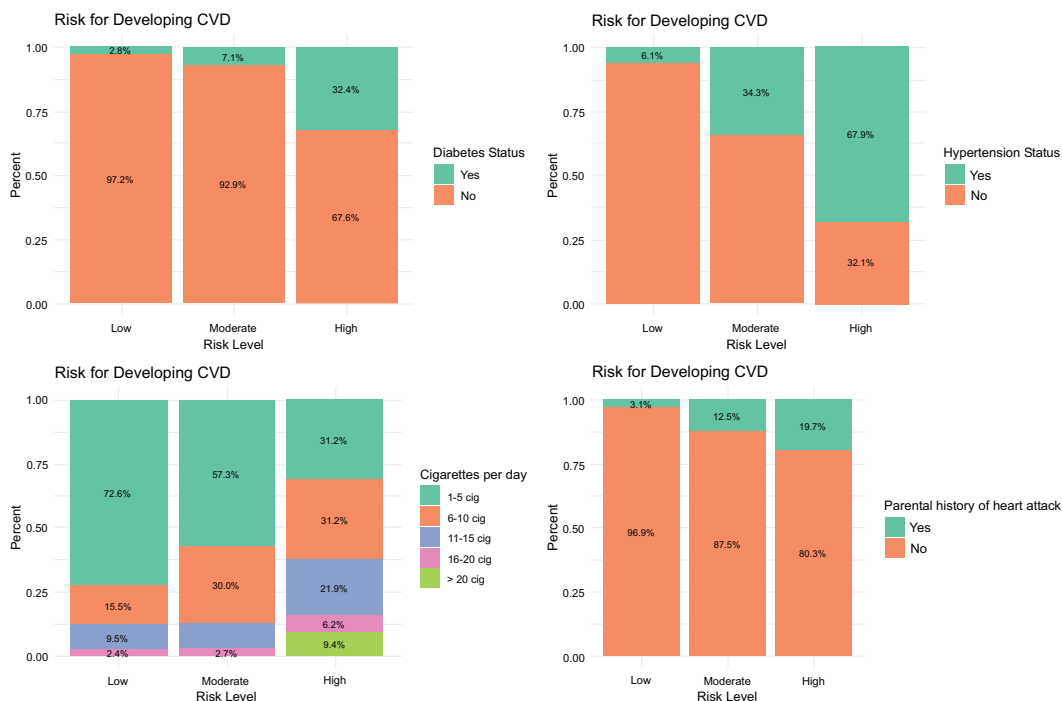 Risk for Developing CVD
1.00
0.75
0.50
0.25
0.00
Percent
2.8%
7.1%
32.4%
97.2%
92.9%
67.6%
Low
Moderate
High
Risk Level
Diabetes Status
Yes
No
Risk for Developing CVD
1.00
0.75
0.50
0.25
0.00
Percent
6.1%
34.3%
67.9%
32.1%
Low
Moderate
High
Risk Level
Hypertension Status
Yes
No
Risk for Developing CVD
1.00
0.75
0.50
0.25
0.00
Percent
72.6%
57.3%
31.2%
15.5%
30.0%
31.2%
9.5%
21.9%
2.4%
2.7%
6.2%
9.4%
Low
Moderate
High
Risk Level
Cigarettes per day
1-5 cig
6-10 cig
11-15 cig
16-20 cig
> 20 cig
Risk for Developing CVD
1.00
0.75
0.50
0.25
0.00
Percent
3.1%
12.5%
19.7%
96.9%
87.5%
80.3%
Low
Moderate
High
Risk Level
Parental history of heart attack
Yes
No